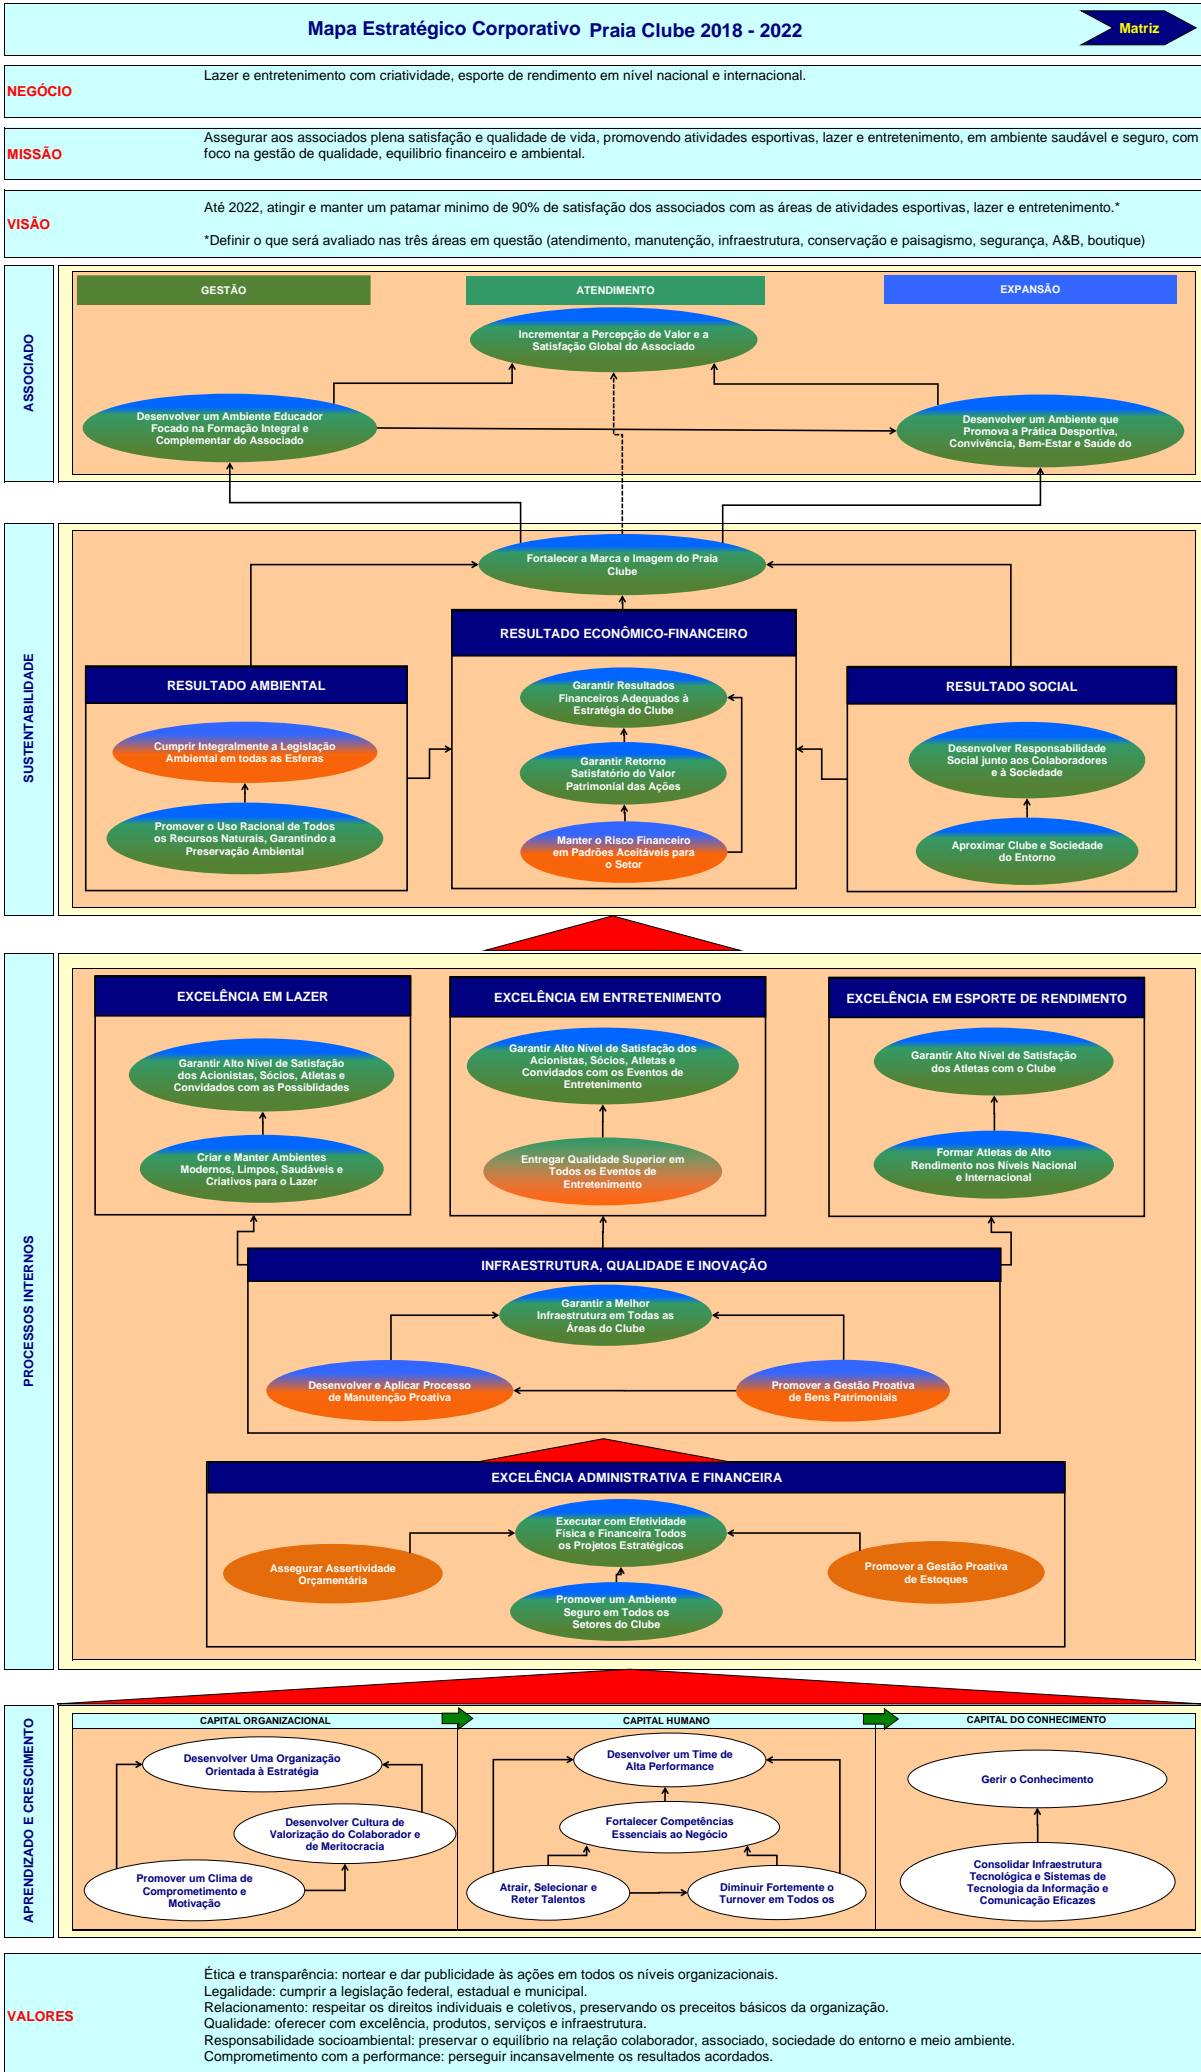 Mapa Estratégico Corporativo Praia Clube 2018 - 2022
Matriz
NEGÓCIO
Lazer e entretenimento com criatividade, esporte de rendimento em nível nacional e internacional.
MISSÃO
Assegurar aos associados plena satisfação e qualidade de vida, promovendo atividades esportivas, lazer e entretenimento, em ambiente saudável e seguro, com
foco na gestão de qualidade, equilibrio financeiro e ambiental.
VISÃO
Até 2022, atingir e manter um patamar minimo de 90% de satisfação dos associados com as áreas de atividades esportivas, lazer e entretenimento.*
*Definir o que será avaliado nas três áreas em questão (atendimento, manutenção, infraestrutura, conservação e paisagismo, segurança, A&B, boutique)
ASSOCIADO
GESTÃO
ATENDIMENTO
EXPANSÃO
Incrementar a Percepção de Valor e a
Satisfação Global do Associado
Desenvolver um Ambiente Educador
Focado na Formação Integral e
Complementar do Associado
Desenvolver um Ambiente que
Promova a Prática Desportiva,
Convivência, Bem-Estar e Saúde do
SUSTENTABILIDADE
Fortalecer a Marca e Imagem do Praia
Clube
RESULTADO AMBIENTAL
Cumprir Integralmente a Legislação
Ambiental em todas as Esferas
Promover o Uso Racional de Todos
os Recursos Naturais, Garantindo a
Preservação Ambiental
RESULTADO ECONÔMICO-FINANCEIRO
Garantir Resultados
Financeiros Adequados à
Estratégia do Clube
Garantir Retorno
Satisfatório do Valor
Patrimonial das Ações
Manter o Risco Financeiro
em Padrões Aceitáveis para
o Setor
RESULTADO SOCIAL
Desenvolver Responsabilidade
Social junto aos Colaboradores
e à Sociedade
Aproximar Clube e Sociedade
do Entorno
PROCESSOS INTERNOS
EXCELÊNCIA EM LAZER
Garantir Alto Nível de Satisfação
dos Acionistas, Sócios, Atletas e
Convidados com as Possiblidades
Criar e Manter Ambientes
Modernos, Limpos, Saudáveis e
Criativos para o Lazer
EXCELÊNCIA EM ENTRETENIMENTO
Garantir Alto Nível de Satisfação dos
Acionistas, Sócios, Atletas e
Convidados com os Eventos de
Entretenimento
Entregar Qualidade Superior em
Todos os Eventos de
Entretenimento
EXCELÊNCIA EM ESPORTE DE RENDIMENTO
Garantir Alto Nível de Satisfação
dos Atletas com o Clube
Formar Atletas de Alto
Rendimento nos Níveis Nacional
e Internacional
INFRAESTRUTURA, QUALIDADE E INOVAÇÃO
Garantir a Melhor
Infraestrutura em Todas as
Áreas do Clube
Desenvolver e Aplicar Processo
de Manutenção Proativa
Promover a Gestão Proativa
de Bens Patrimoniais
EXCELÊNCIA ADMINISTRATIVA E FINANCEIRA
Executar com Efetividade
Física e Financeira Todos
os Projetos Estratégicos
Assegurar Assertividade
Orçamentária
Promover a Gestão Proativa
de Estoques
Promover um Ambiente
Seguro em Todos os
Setores do Clube
APRENDIZADO E CRESCIMENTO
CAPITAL ORGANIZACIONAL
Desenvolver Uma Organização
Orientada à Estratégia
Desenvolver Cultura de
Valorização do Colaborador e
de Meritocracia
Promover um Clima de
Comprometimento e
Motivação
CAPITAL HUMANO
Desenvolver um Time de
Alta Performance
Fortalecer Competências
Essenciais ao Negócio
Atrair, Selecionar e
Reter Talentos
Diminuir Fortemente o
Turnover em Todos os
CAPITAL DO CONHECIMENTO
Gerir o Conhecimento
Consolidar Infraestrutura
Tecnológica e Sistemas de
Tecnologia da Informação e
Comunicação Eficazes
VALORES
Ética e transparência: nortear e dar publicidade às ações em todos os níveis organizacionais.
Legalidade: cumprir a legislação federal, estadual e municipal.
Relacionamento: respeitar os direitos individuais e coletivos, preservando os preceitos básicos da organização.
Qualidade: oferecer com excelência, produtos, serviços e infraestrutura.
Responsabilidade socioambiental: preservar o equilíbrio na relação colaborador, associado, sociedade do entorno e meio ambiente.
Comprometimento com a performance: perseguir incansavelmente os resultados acordados.